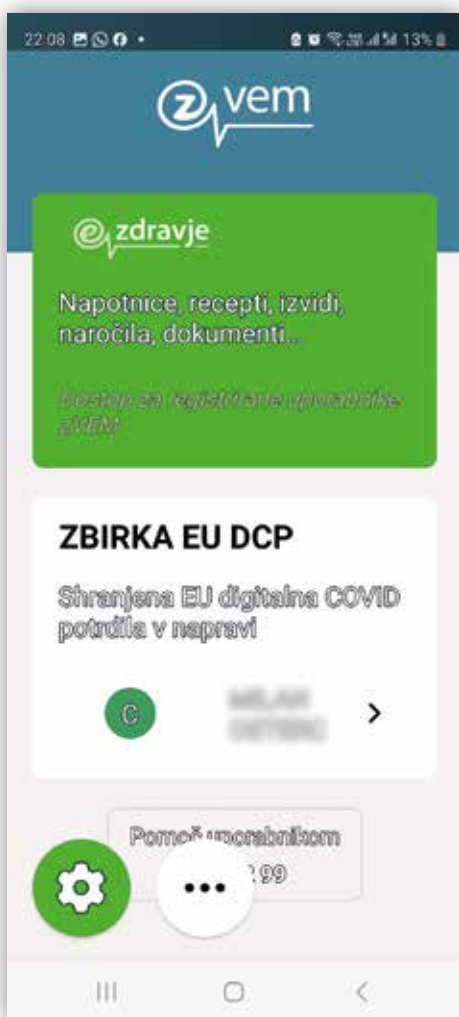 22:08
13%
zvem
e zdravje
Napotnice, recepti, izvidi,
naročila, dokumenti...
Dostop za registrirane uporabnike
zVEM
ZBIRKA EU DCP
Shranjena EU digitalna COVID
potrdila v napravi
C
Pomoč uporabnikom
99